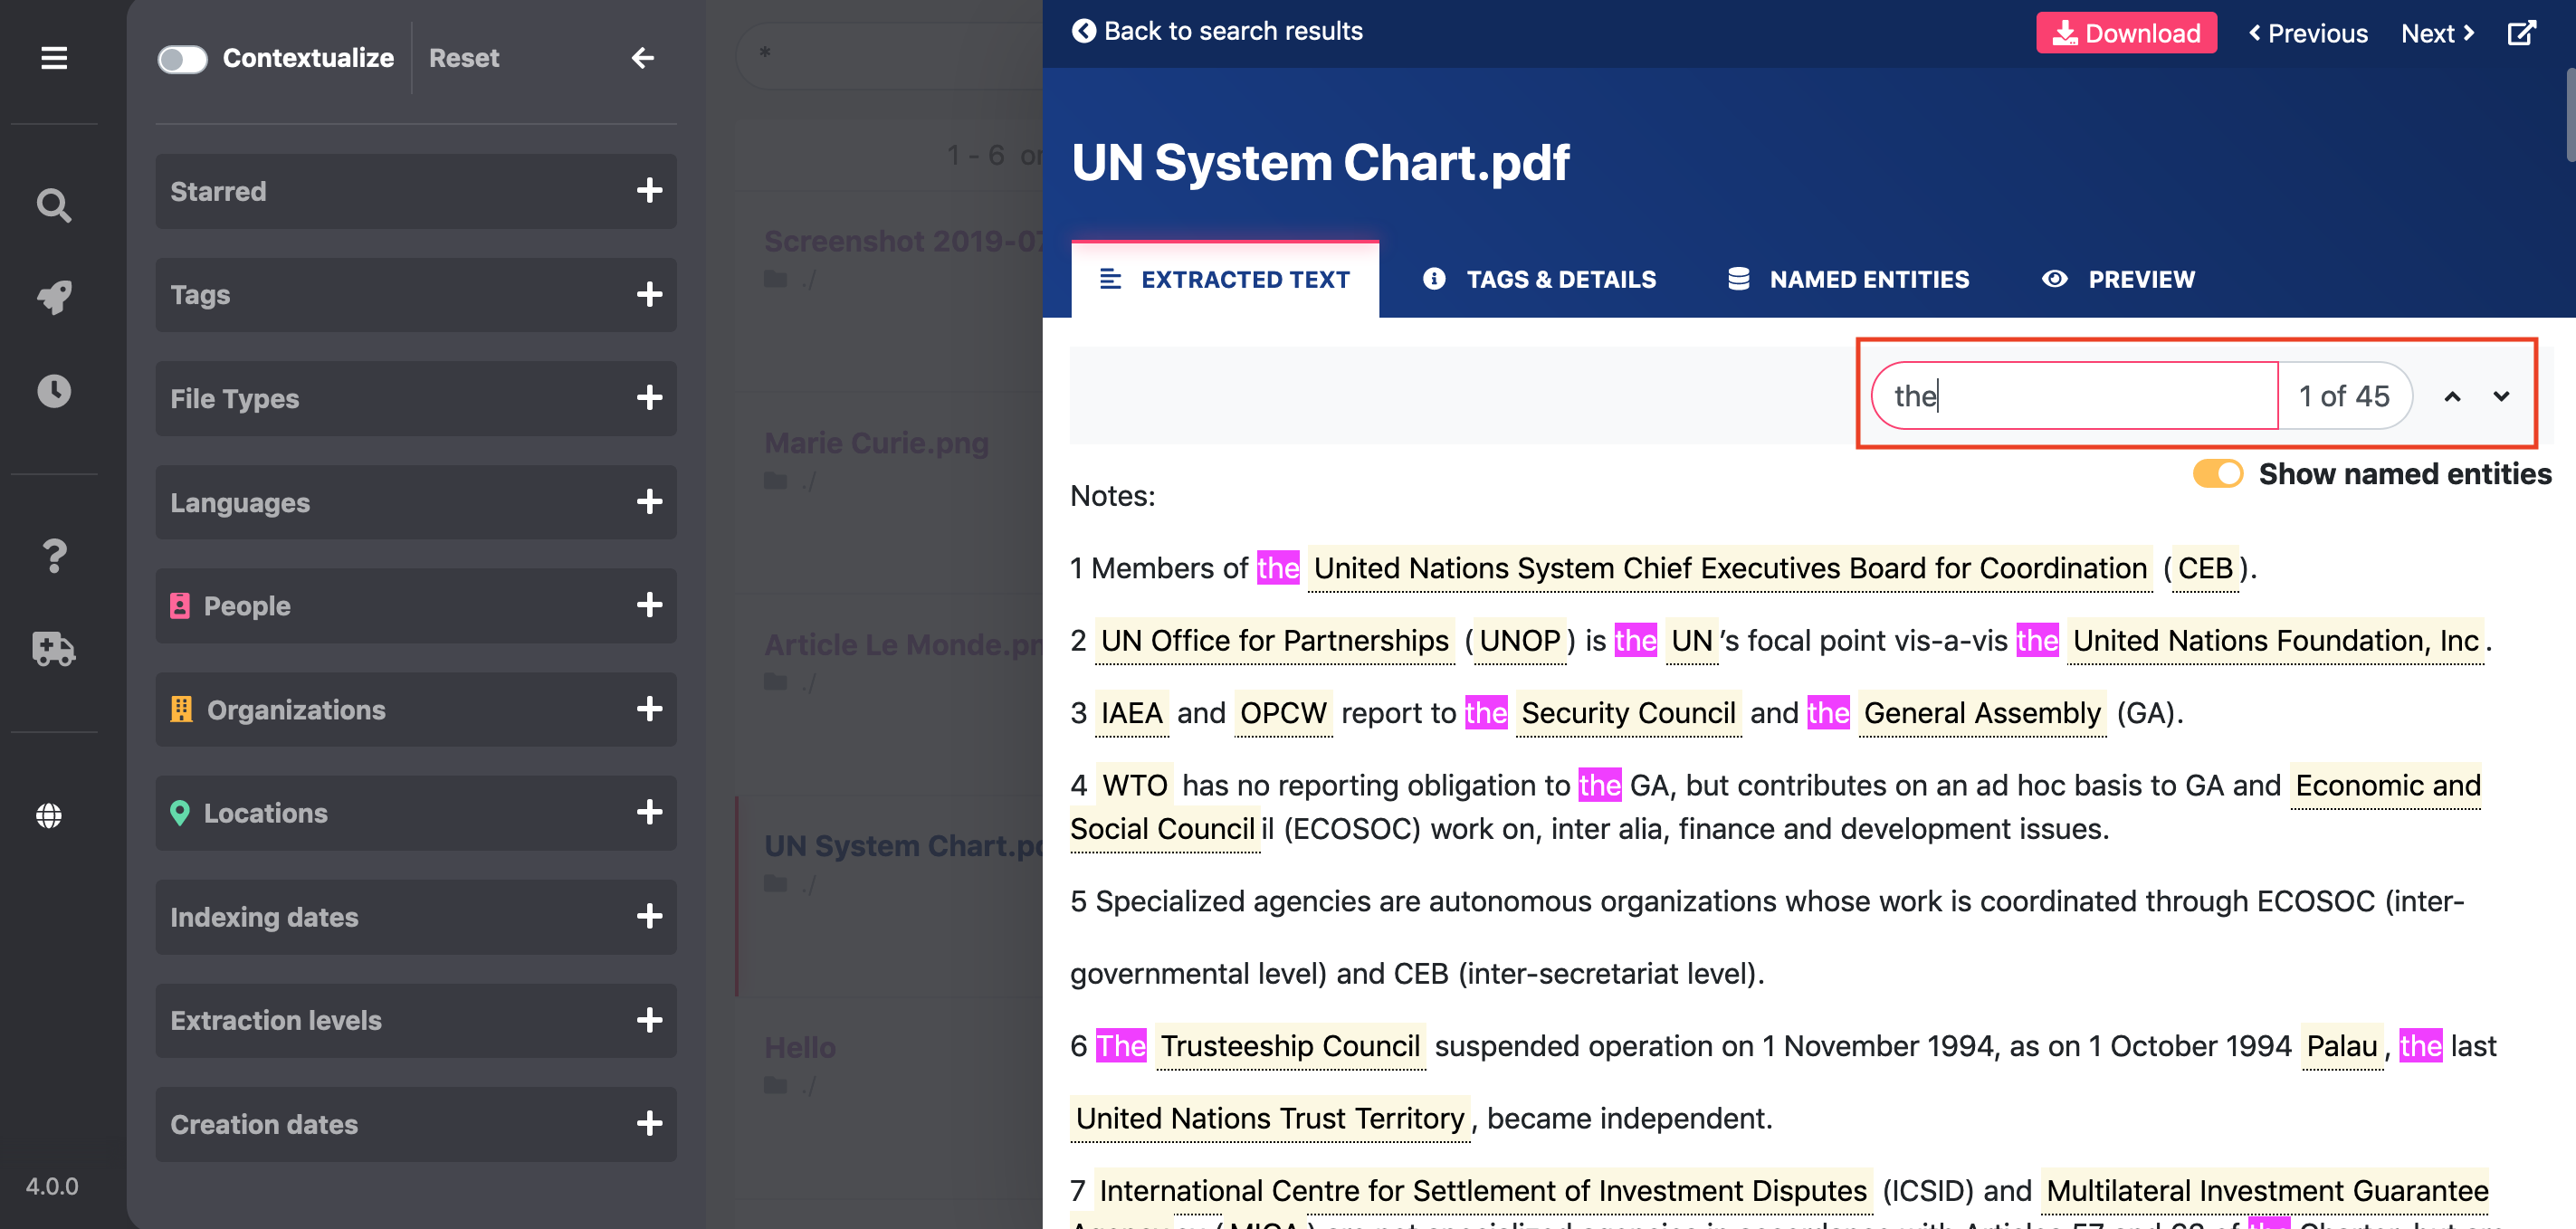 Contextualize
Reset
Starred
Tags
File Types
Languages
People
Organizations
Locations
Indexing dates
Extraction levels
Creation dates
4.0.0
*
1 - 6
Screenshot 2019-07
./
Marie Curie.png
./
Article Le Monde.pn
./
UN System Chart.pd
./
Hello
./
Back to search results
Download
Previous
Next
UN System Chart.pdf
EXTRACTED TEXT
TAGS & DETAILS
NAMED ENTITIES
PREVIEW
the
1 of 45
Show named entities
Notes:
1 Members of the United Nations System Chief Executives Board for Coordination (CEB).
2 UN Office for Partnerships (UNOP) is the UN’s focal point vis-a-vis the United Nations Foundation, Inc.
3 IAEA and OPCW report to the Security Council and the General Assembly (GA).
4 WTO has no reporting obligation to the GA, but contributes on an ad hoc basis to GA and Economic and
Social Councilil (ECOSOC) work on, inter alia, finance and development issues.
5 Specialized agencies are autonomous organizations whose work is coordinated through ECOSOC (inter-
governmental level) and CEB (inter-secretariat level).
6 The Trusteeship Council suspended operation on 1 November 1994, as on 1 October 1994 Palau, the last
United Nations Trust Territory, became independent.
7 International Centre for Settlement of Investment Disputes (ICSID) and Multilateral Investment Guarantee